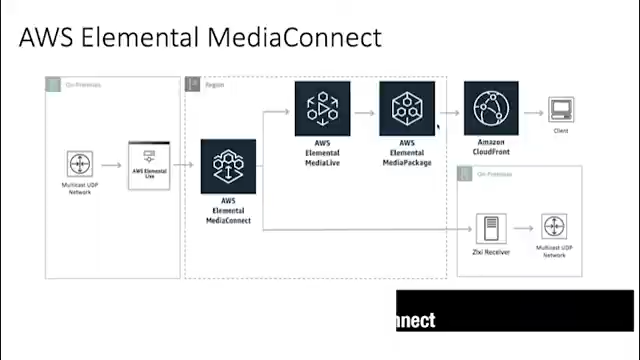 AWS Elemental MediaConnect
On-Premises
Region
Multicast UDP
Network
AWS Elemental
Live
AWS
Elemental
MediaConnect
AWS
Elemental
MediaLive
AWS
Elemental
MediaPackage
Amazon
CloudFront
Client
On-Premises
Zixi Receiver
Multicast UDP
Network
nnect